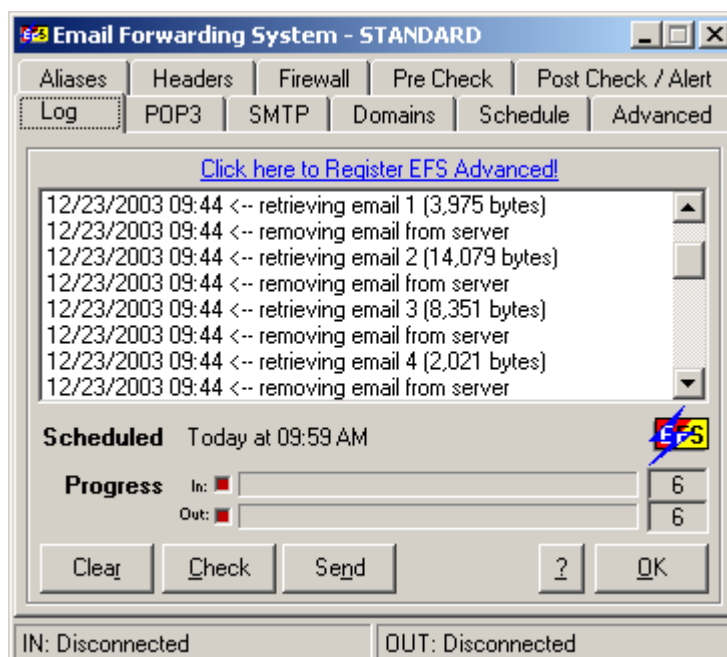 EFS Email Forwarding System - STANDARD
Aliases Headers Firewall Pre Check Post Check / Alert
Log POP3 SMTP Domains Schedule Advanced
Click here to Register EFS Advanced!
12/23/2003 09:44 <-- retrieving email 1 (3,975 bytes)
12/23/2003 09:44 <-- removing email from server
12/23/2003 09:44 <-- retrieving email 2 (14,079 bytes)
12/23/2003 09:44 <-- removing email from server
12/23/2003 09:44 <-- retrieving email 3 (8,351 bytes)
12/23/2003 09:44 <-- removing email from server
12/23/2003 09:44 <-- retrieving email 4 (2,021 bytes)
12/23/2003 09:44 <-- removing email from server
Scheduled Today at 09:59 AM EFS
Progress In: 6
Out: 6
Clear Check Send ? OK
IN: Disconnected OUT: Disconnected